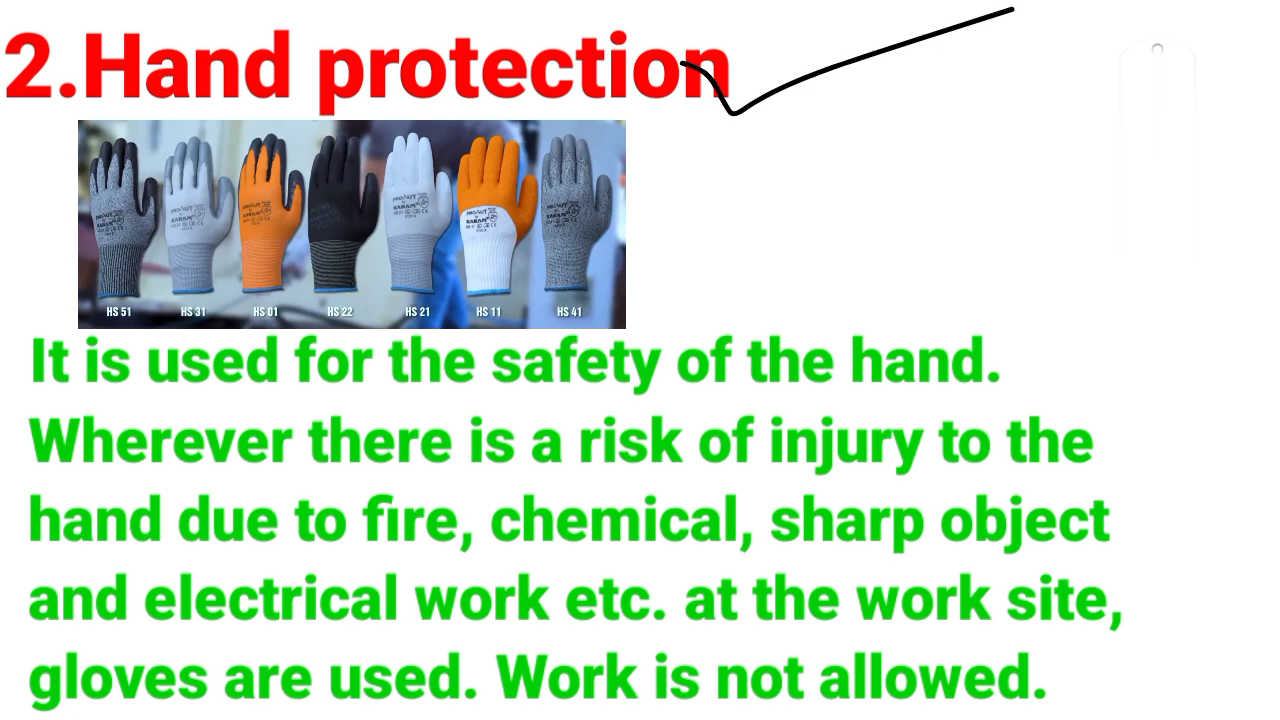 2.Hand protection
HS 51 HS 31 HS 01 HS 22 HS 21 HS 11 HS 41
It is used for the safety of the hand.
Wherever there is a risk of injury to the
hand due to fire, chemical, sharp object
and electrical work etc. at the work site,
gloves are used. Work is not allowed.